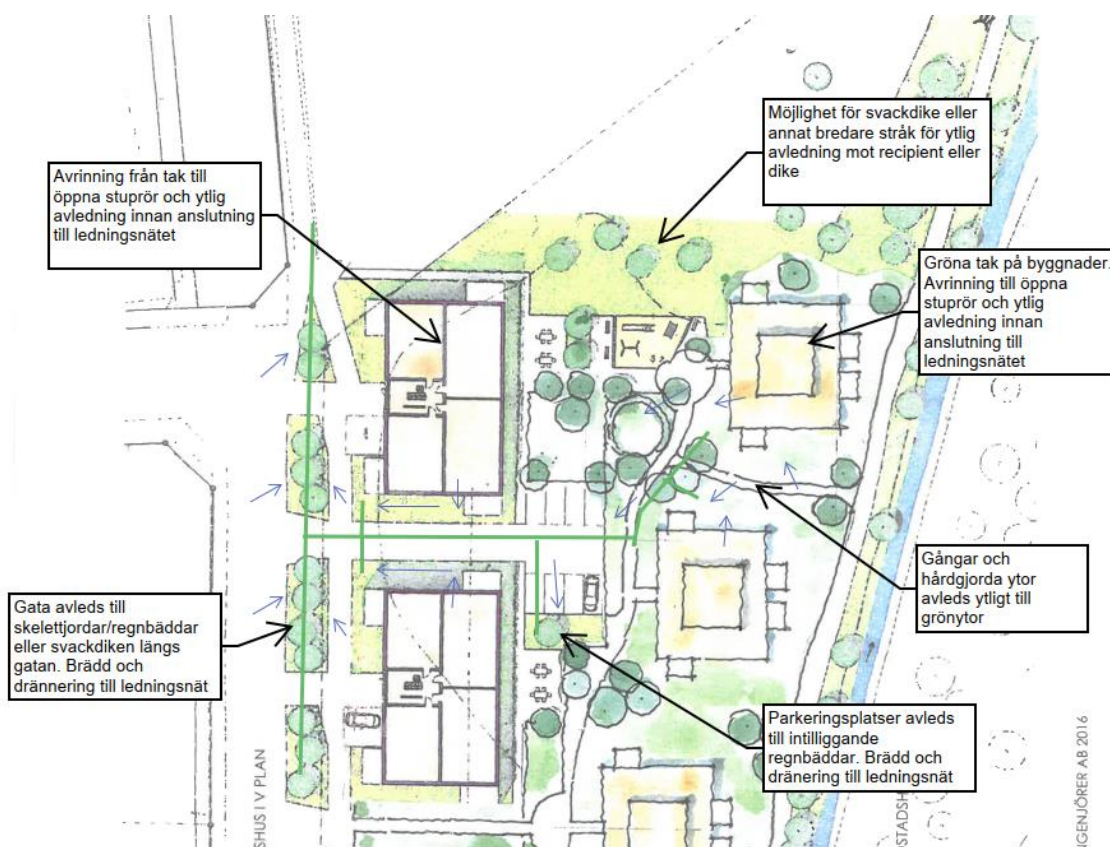 Möjlighet för svackdike eller
annat bredare stråk för ytlig
avledning mot recipient eller
dike
Avrinning från tak till
öppna stuprör och ytlig
avledning innan anslutning
till ledningsnätet
Gröna tak på byggnader.
Avrinning till öppna
stuprör och ytlig
avledning innan
anslutning till
ledningsnätet
Gångar och
hårdgjorda ytor
avleds ytligt till
grönytor
Gata avleds till
skelettjordar/regnbäddar
eller svackdiken längs
gatan. Brädd och
drännering till ledningsnät
Parkeringsplatser avleds
till intilliggande
regnbäddar. Brädd och
dränering till ledningsnät
SHUS I V PLAN
STADSH
NGENJÖRER AB 2016